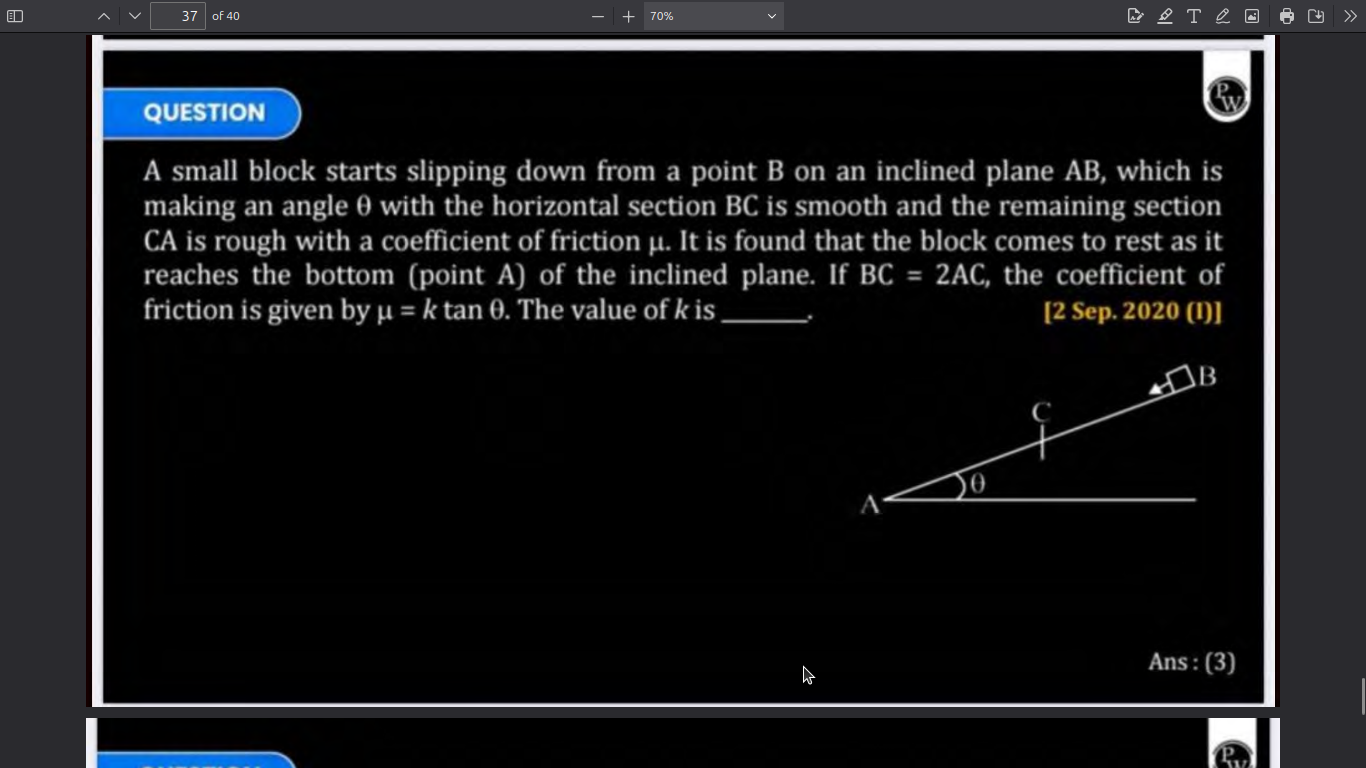 37 of 40
70%
QUESTION
PW
A small block starts slipping down from a point B on an inclined plane AB, which is
making an angle θ with the horizontal section BC is smooth and the remaining section
CA is rough with a coefficient of friction μ. It is found that the block comes to rest as it
reaches the bottom (point A) of the inclined plane. If BC = 2AC, the coefficient of
friction is given by μ = k tan θ. The value of k is ______.
[2 Sep. 2020 (I)]
B
C
θ
A
Ans : (3)
PW
QUESTION